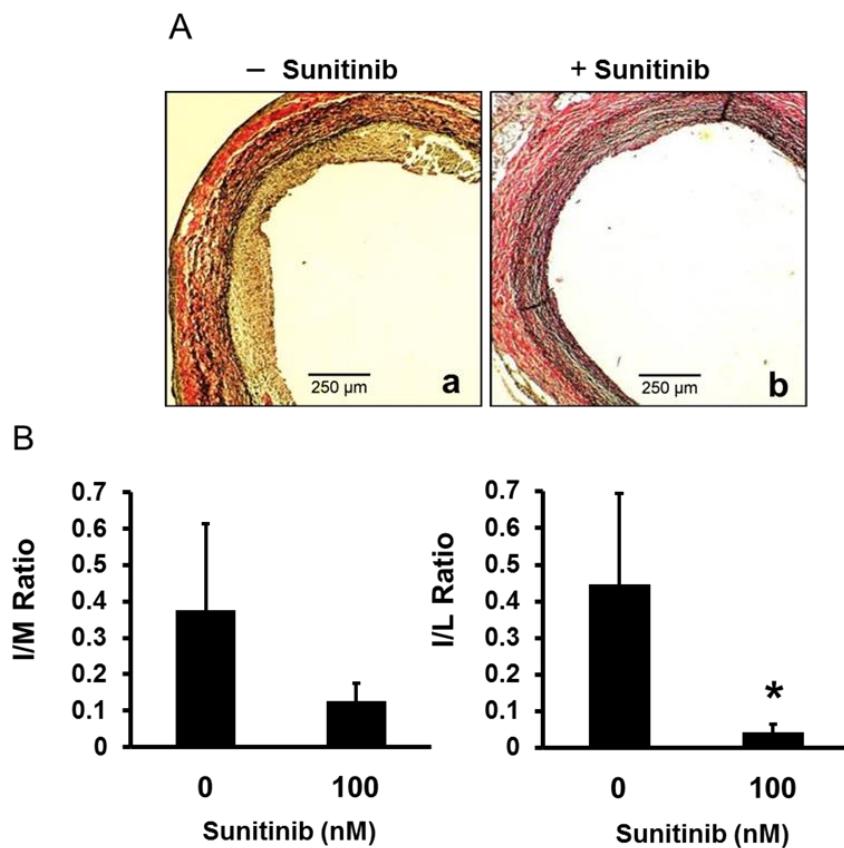 A
– Sunitinib
+ Sunitinib
250 µm
a
250 µm
b
B
I/M Ratio
0.7
0.6
0.5
0.4
0.3
0.2
0.1
0
0
100
Sunitinib (nM)
I/L Ratio
0.7
0.6
0.5
0.4
0.3
0.2
0.1
0
*
0
100
Sunitinib (nM)